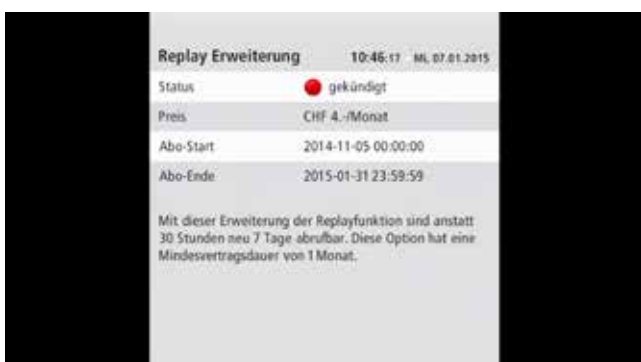 Replay Erweiterung 10:46:17 Mi, 07.01.2015
Status gekündigt
Preis CHF 4.-/Monat
Abo-Start 2014-11-05 00:00:00
Abo-Ende 2015-01-31 23:59:59
Mit dieser Erweiterung der Replayfunktion sind anstatt
30 Stunden neu 7 Tage abrufbar. Diese Option hat eine
Mindesvertragsdauer von 1 Monat.